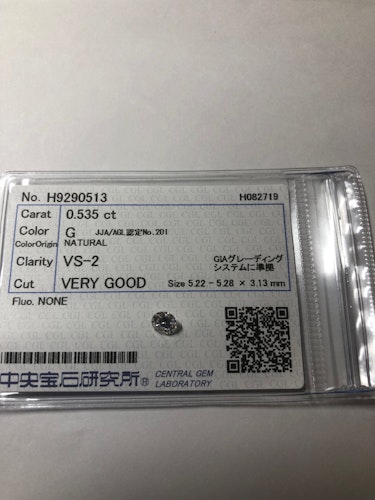 No. H9290513 H082719
Carat 0.535 ct
Color G JJA/AGL認定No.201
ColorOrigin NATURAL
Clarity VS-2 GIAグレーディング
システムに準拠
Cut VERY GOOD Size 5.22 - 5.28 × 3.13 mm
Fluo. NONE
中央宝石研究所® CENTRAL GEM
LABORATORY